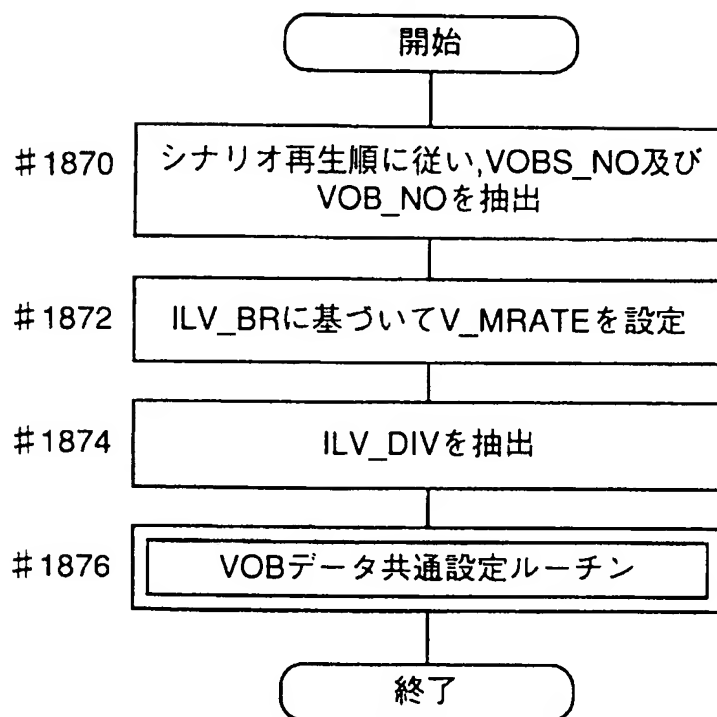 開始
#1870
シナリオ再生順に従い,VOBS_NO及び
VOB_NOを抽出
#1872
ILV_BRに基づいてV_MRATEを設定
#1874
ILV_DIVを抽出
#1876
VOBデータ共通設定ルーチン
終了